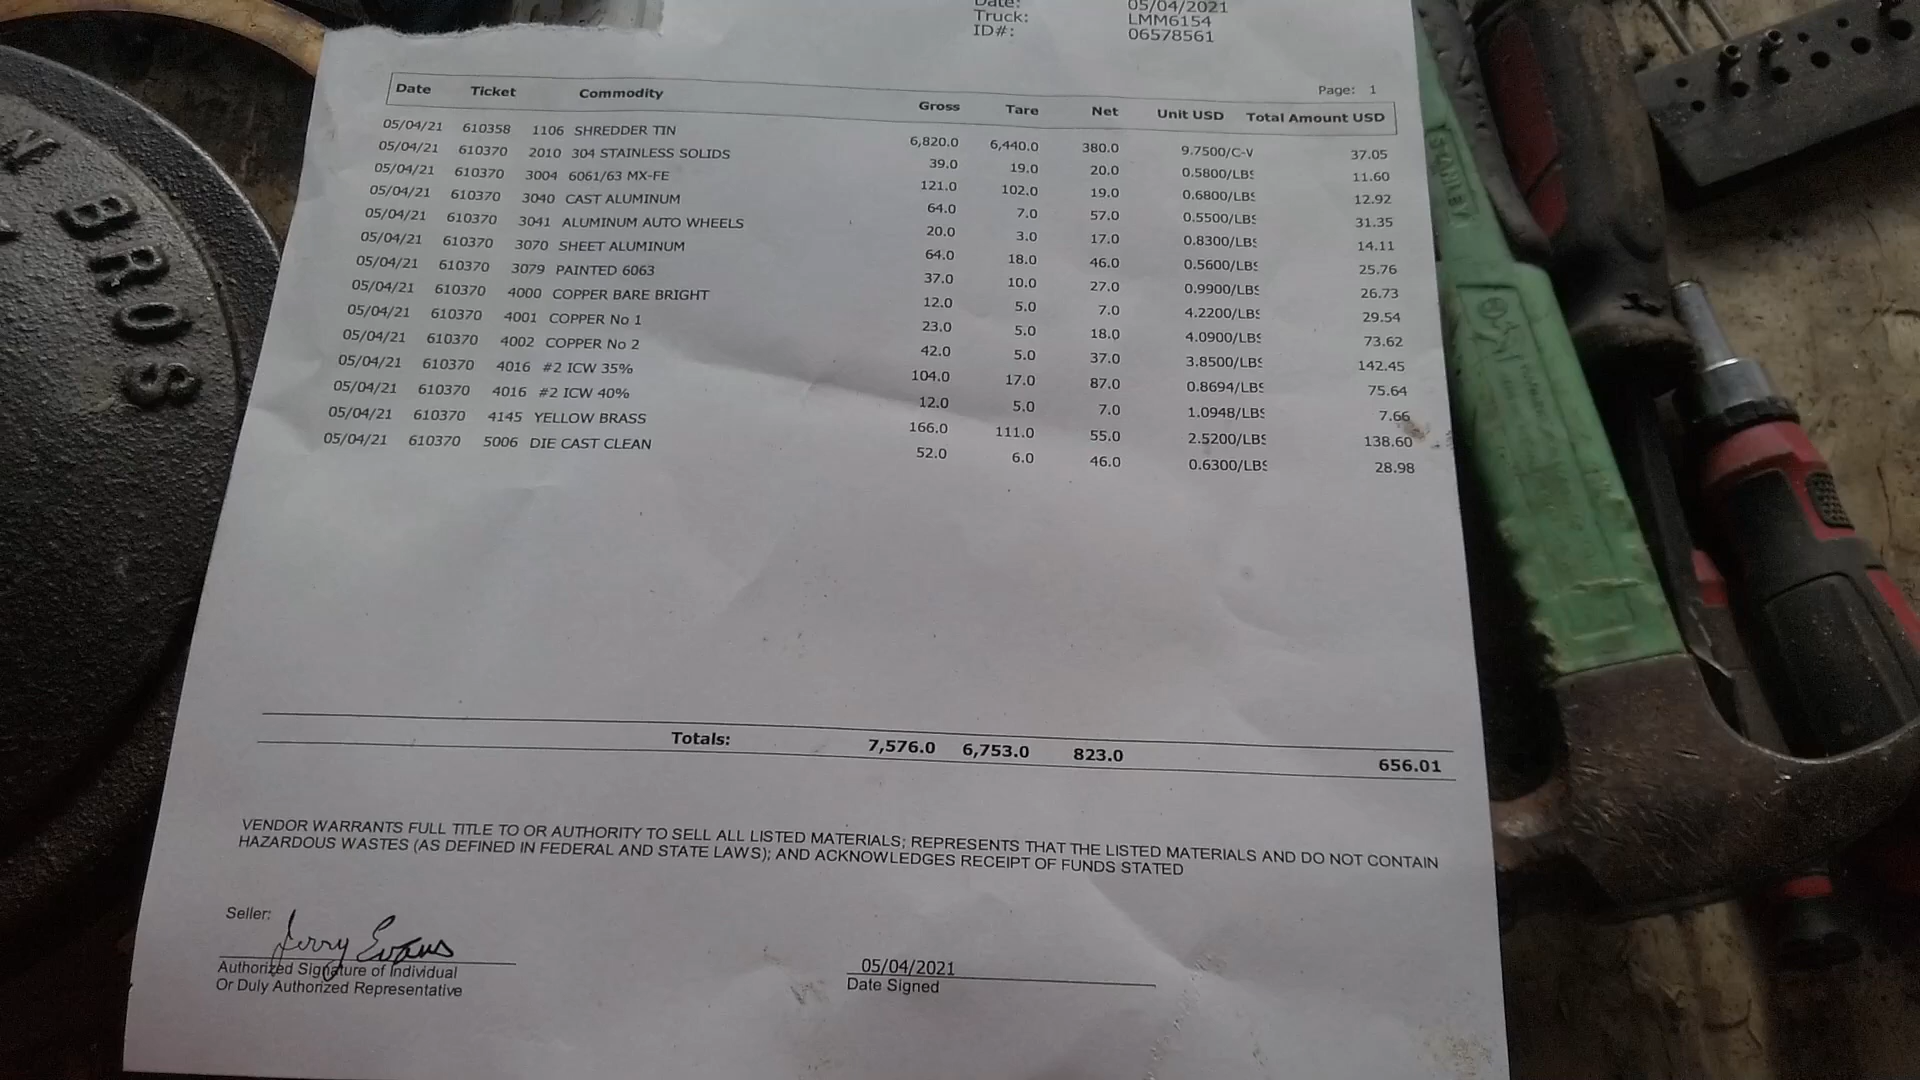 Date: 05/04/2021
Truck: LMM6154
ID#: 06578561
Page: 1
Date Ticket Commodity Gross Tare Net Unit USD Total Amount USD
05/04/21 610358 1106 SHREDDER TIN 6,820.0 6,440.0 380.0 9.7500/C-V 37.05
05/04/21 610370 2010 304 STAINLESS SOLIDS 39.0 19.0 20.0 0.5800/LBS 11.60
05/04/21 610370 3004 6061/63 MX-FE 121.0 102.0 19.0 0.6800/LBS 12.92
05/04/21 610370 3040 CAST ALUMINUM 64.0 7.0 57.0 0.5500/LBS 31.35
05/04/21 610370 3041 ALUMINUM AUTO WHEELS 20.0 3.0 17.0 0.8300/LBS 14.11
05/04/21 610370 3070 SHEET ALUMINUM 64.0 18.0 46.0 0.5600/LBS 25.76
05/04/21 610370 3079 PAINTED 6063 37.0 10.0 27.0 0.9900/LBS 26.73
05/04/21 610370 4000 COPPER BARE BRIGHT 12.0 5.0 7.0 4.2200/LBS 29.54
05/04/21 610370 4001 COPPER No 1 23.0 5.0 18.0 4.0900/LBS 73.62
05/04/21 610370 4002 COPPER No 2 42.0 5.0 37.0 3.8500/LBS 142.45
05/04/21 610370 4016 #2 ICW 35% 104.0 17.0 87.0 0.8694/LBS 75.64
05/04/21 610370 4016 #2 ICW 40% 12.0 5.0 7.0 1.0948/LBS 7.66
05/04/21 610370 4145 YELLOW BRASS 166.0 111.0 55.0 2.5200/LBS 138.60
05/04/21 610370 5006 DIE CAST CLEAN 52.0 6.0 46.0 0.6300/LBS 28.98
Totals: 7,576.0 6,753.0 823.0 656.01
VENDOR WARRANTS FULL TITLE TO OR AUTHORITY TO SELL ALL LISTED MATERIALS; REPRESENTS THAT THE LISTED MATERIALS AND DO NOT CONTAIN
HAZARDOUS WASTES (AS DEFINED IN FEDERAL AND STATE LAWS); AND ACKNOWLEDGES RECEIPT OF FUNDS STATED
Seller: Jerry Evans
Authorized Signature of Individual
Or Duly Authorized Representative
05/04/2021
Date Signed
N BROS
STANLEY